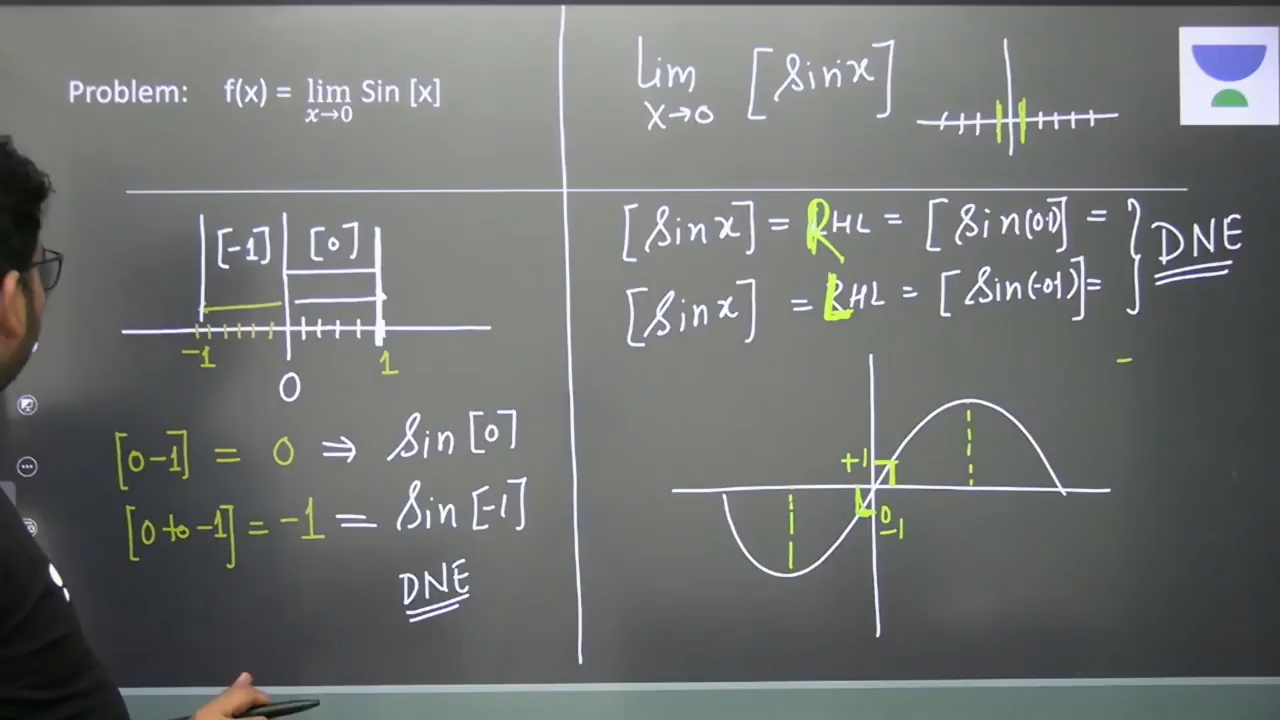 Problem: f(x) = lim x→0 Sin [x]
[-1] [0]
-1 0 1
[0-1] = 0 ⇒ Sin [0]
[0 to -1] = -1 = Sin [-1]
DNE
Lim x→0 [Sin x]
[Sin x] = RHL = [Sin(0.1)] =
[Sin x] = LHL = [Sin(-0.1)] =
DNE
+1
0
-1